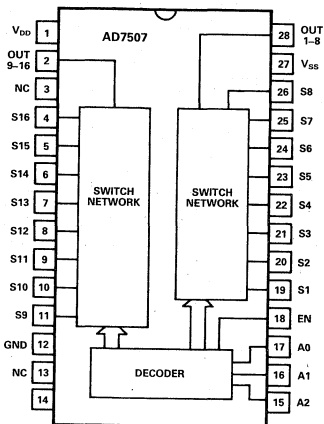 AD7507
VDD 1
OUT 9–16 2
NC 3
S16 4
S15 5
S14 6
S13 7
S12 8
S11 9
S10 10
S9 11
GND 12
NC 13
14
SWITCH
NETWORK
SWITCH
NETWORK
DECODER
28 OUT 1–8
27 VSS
26 S8
25 S7
24 S6
23 S5
22 S4
21 S3
20 S2
19 S1
18 EN
17 A0
16 A1
15 A2